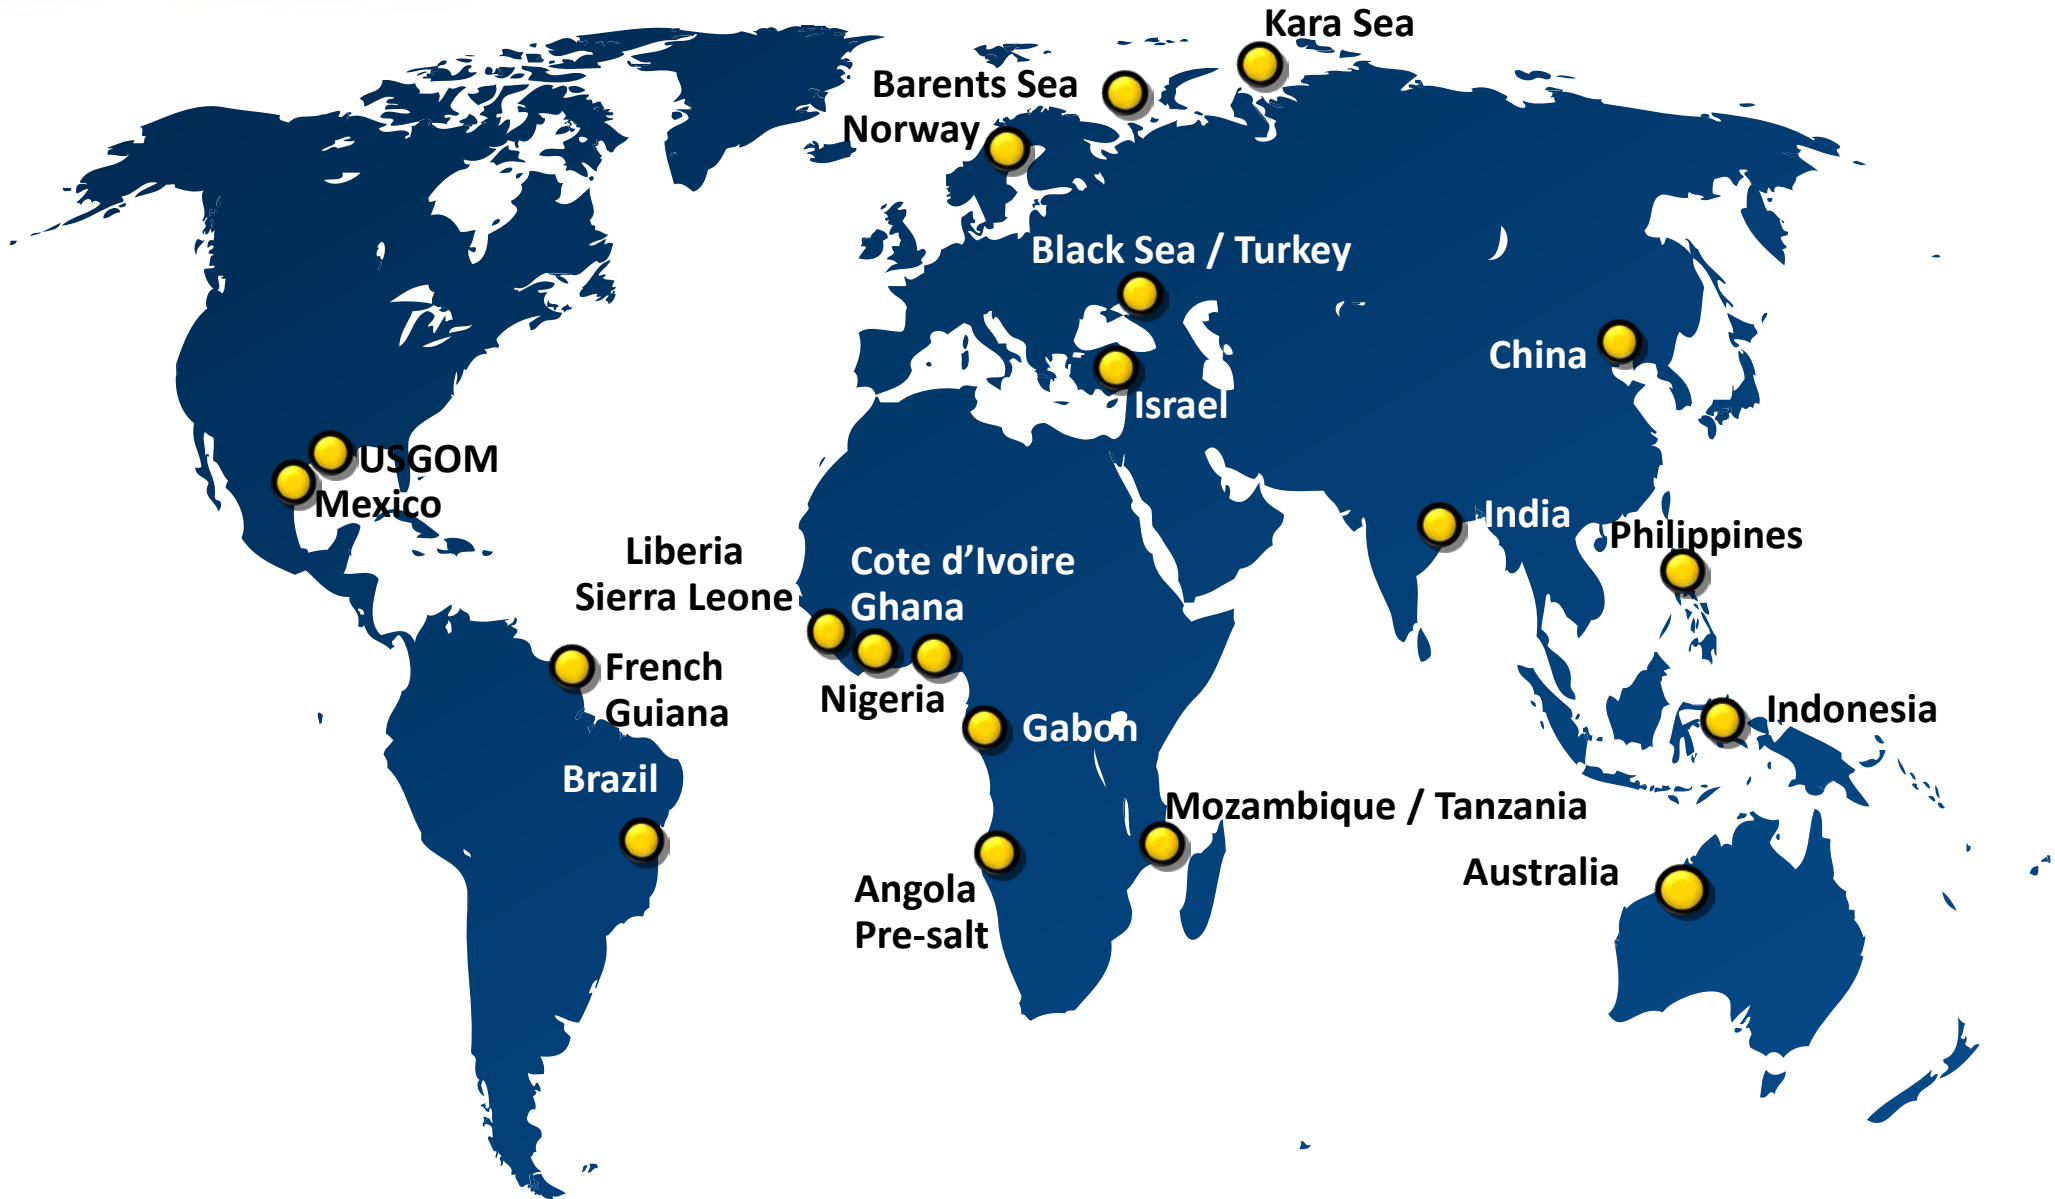 Kara Sea
Barents Sea
Norway
Black Sea / Turkey
China
Israel
USGOM
Mexico
India
Philippines
Liberia
Sierra Leone
Cote d’Ivoire
Ghana
French
Guiana
Nigeria
Gabon
Indonesia
Brazil
Mozambique / Tanzania
Australia
Angola
Pre-salt